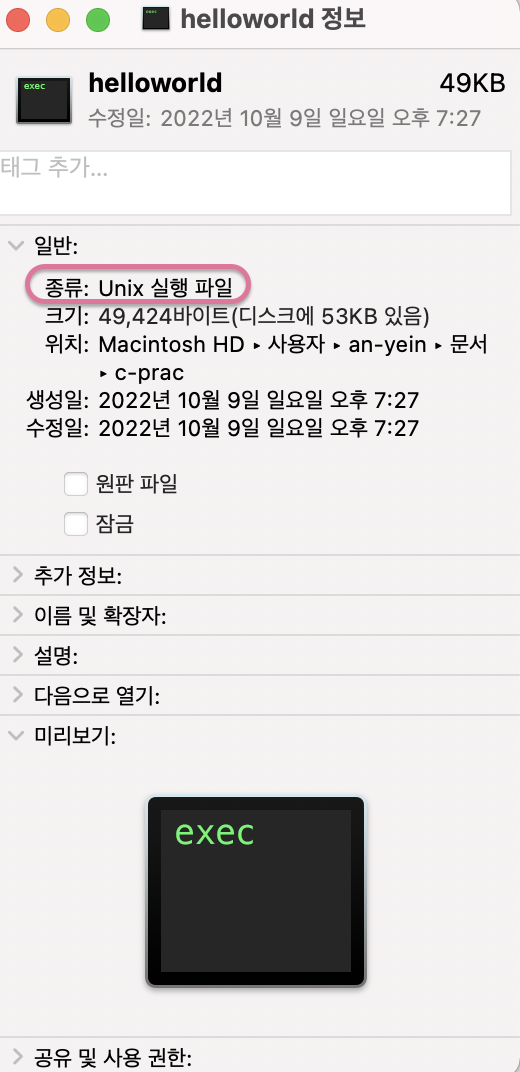 exec
helloworld 정보
exec
helloworld 49KB
수정일: 2022년 10월 9일 일요일 오후 7:27
태그 추가...
일반:
종류: Unix 실행 파일
크기: 49,424바이트(디스크에 53KB 있음)
위치: Macintosh HD ▸ 사용자 ▸ an-yein ▸ 문서
▸ c-prac
생성일: 2022년 10월 9일 일요일 오후 7:27
수정일: 2022년 10월 9일 일요일 오후 7:27
원판 파일
잠금
추가 정보:
이름 및 확장자:
설명:
다음으로 열기:
미리보기:
exec
공유 및 사용 권한: